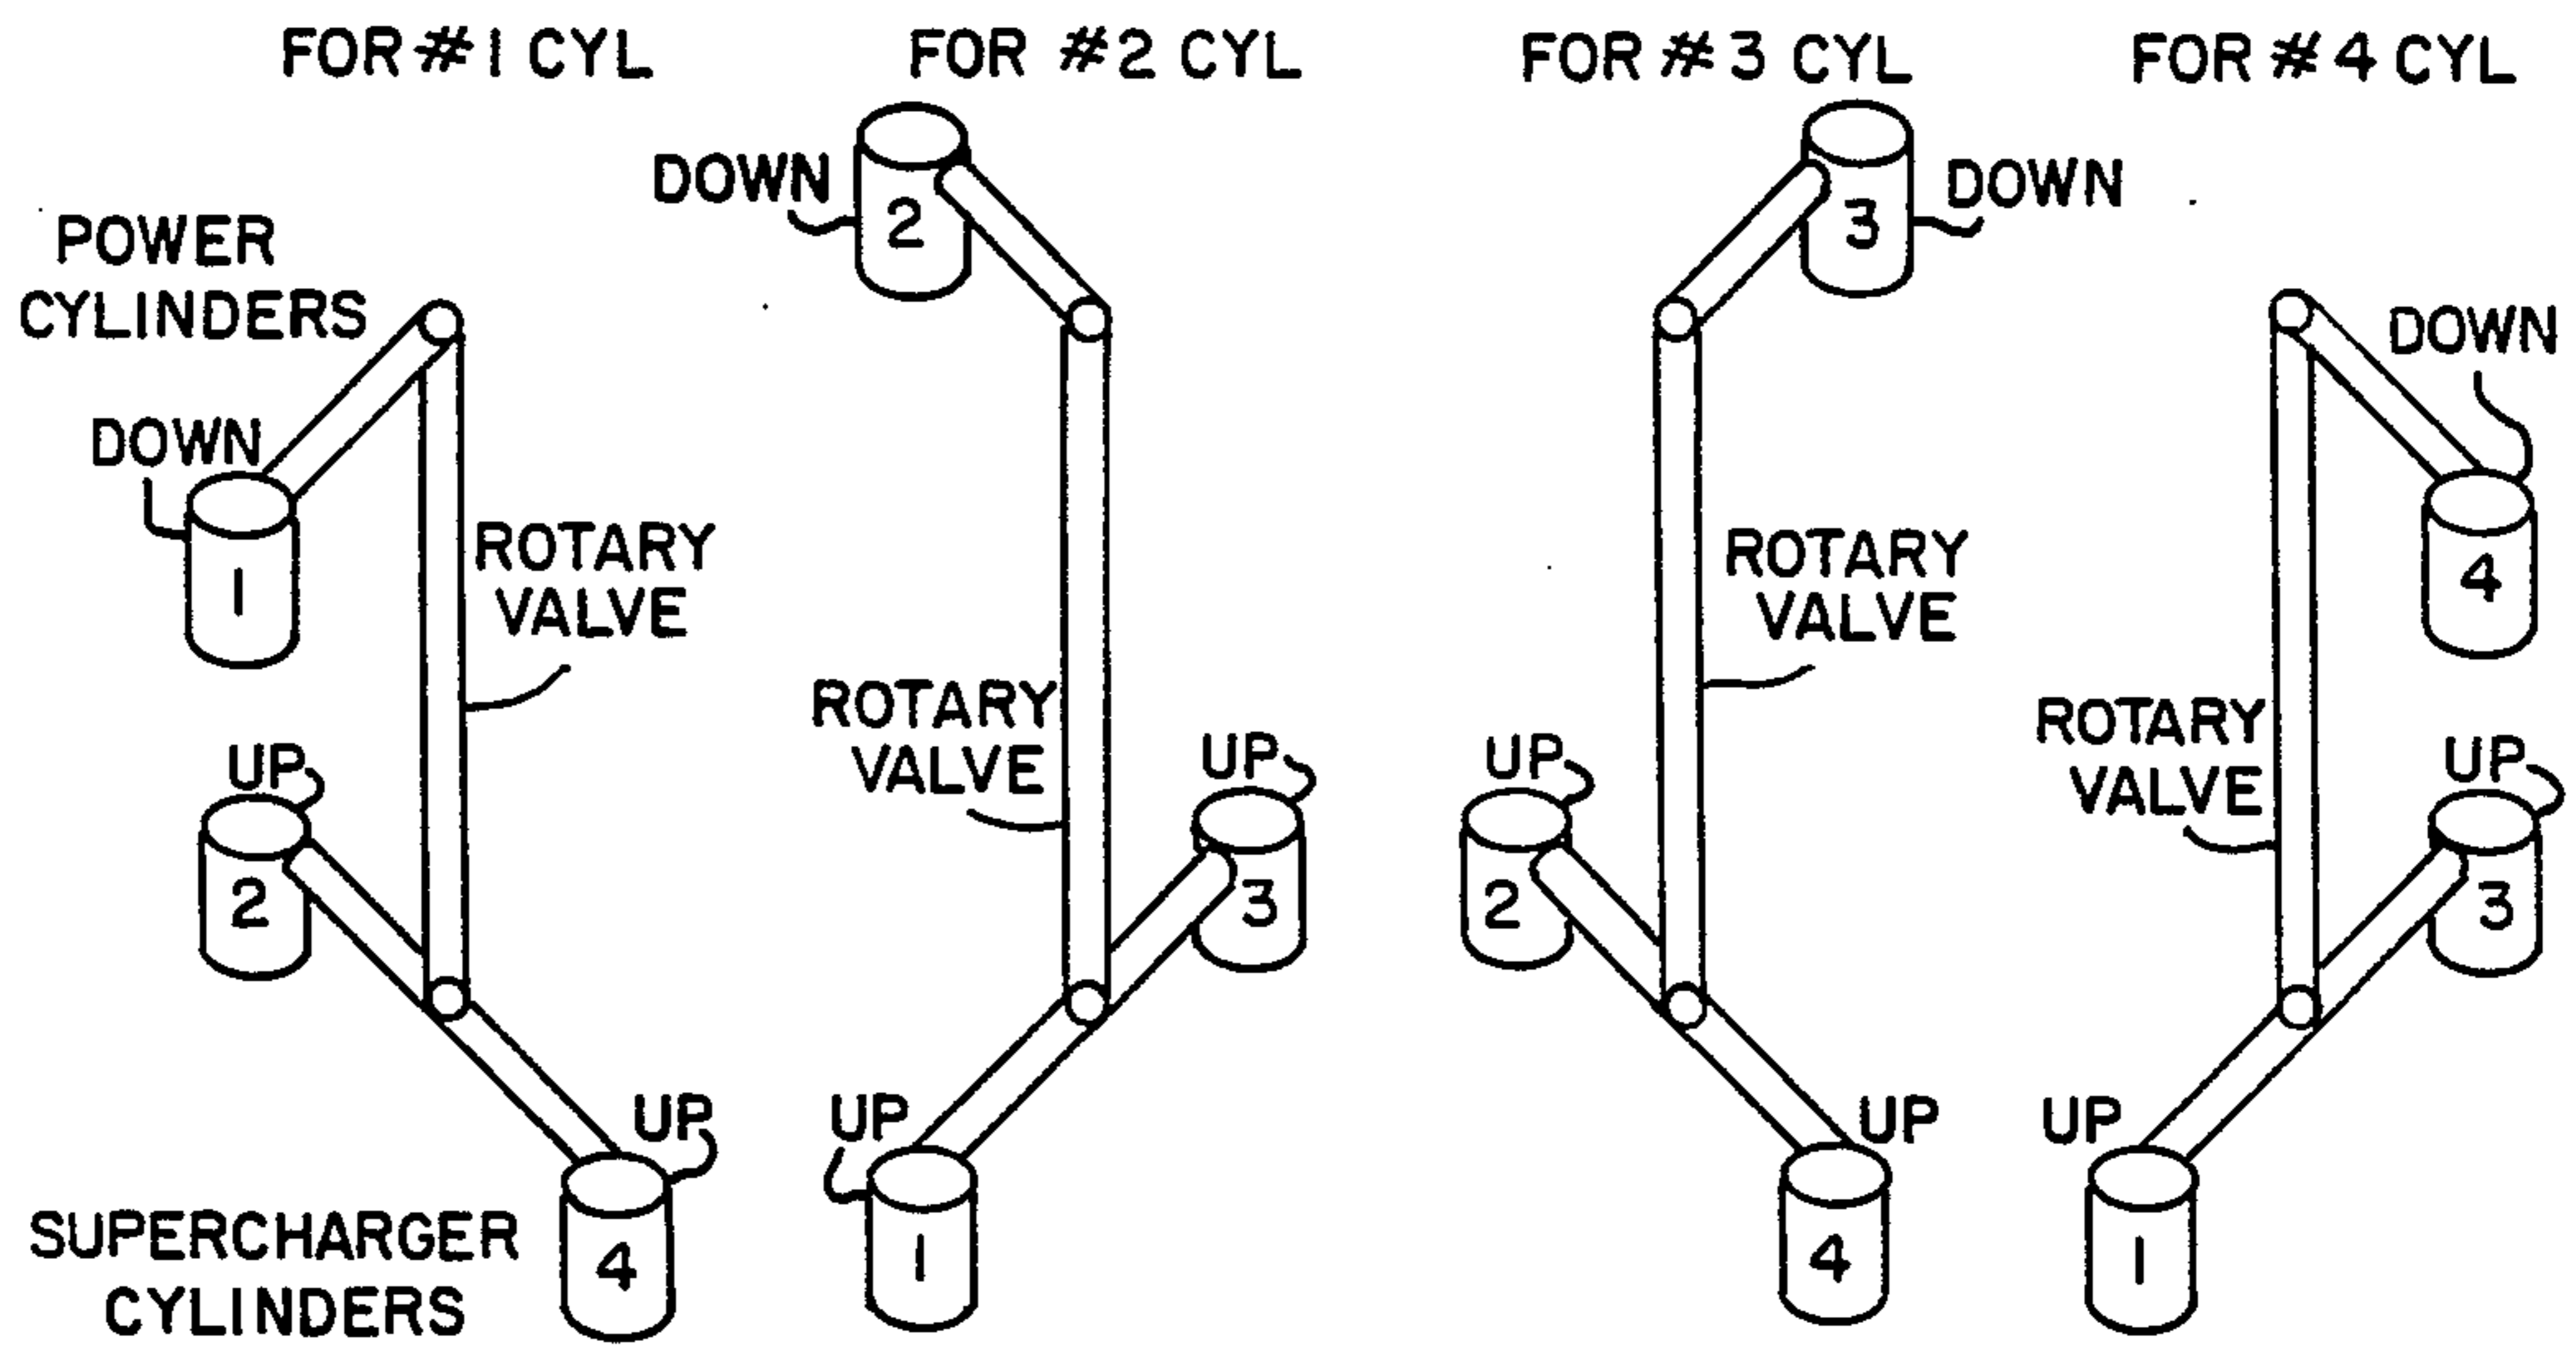 FOR #1 CYL
FOR #2 CYL
FOR #3 CYL
FOR #4 CYL
POWER
CYLINDERS
DOWN
1
ROTARY
VALVE
UP
2
UP
4
SUPERCHARGER
CYLINDERS
DOWN
2
ROTARY
VALVE
UP
3
UP
1
DOWN
3
ROTARY
VALVE
UP
2
UP
4
DOWN
4
ROTARY
VALVE
UP
3
UP
1